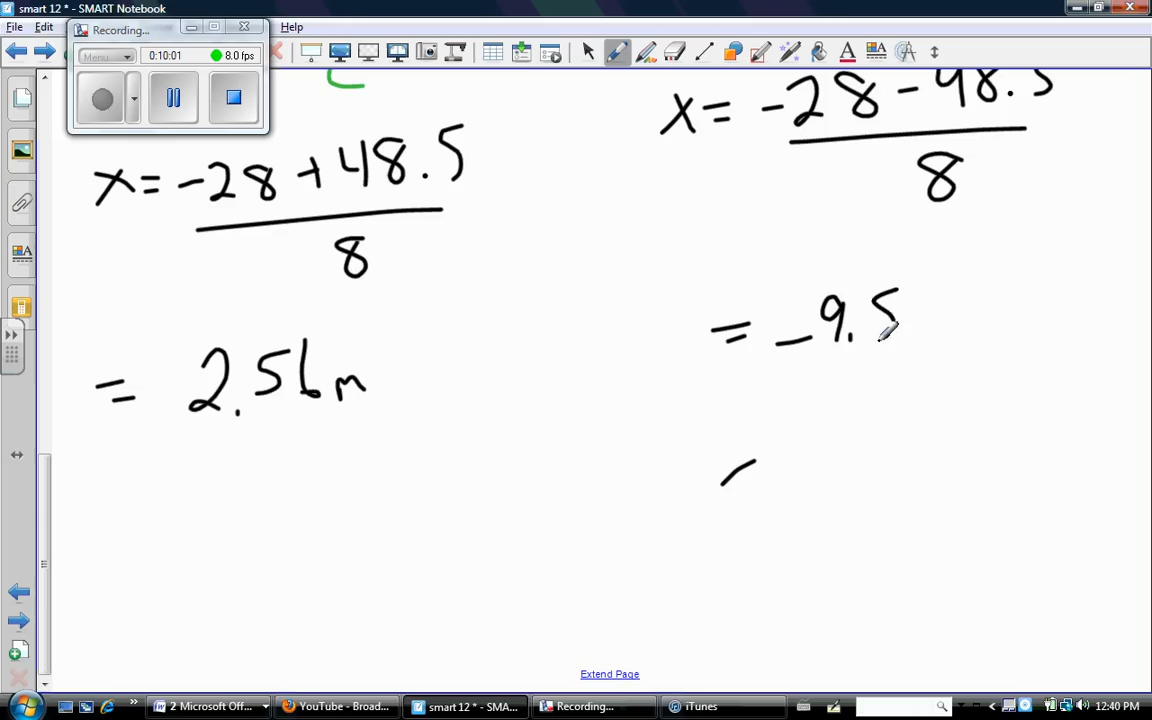 smart 12 * - SMART Notebook
File Edit Help
Recording...
Menu 0:10:01 8.0 fps
x = -28 - 48.5
8
x = -28 + 48.5
8
= -9.5
= 2.56 m
Extend Page
2 Microsoft Off... YouTube - Broad... smart 12 * - SMA... Recording... iTunes 12:40 PM